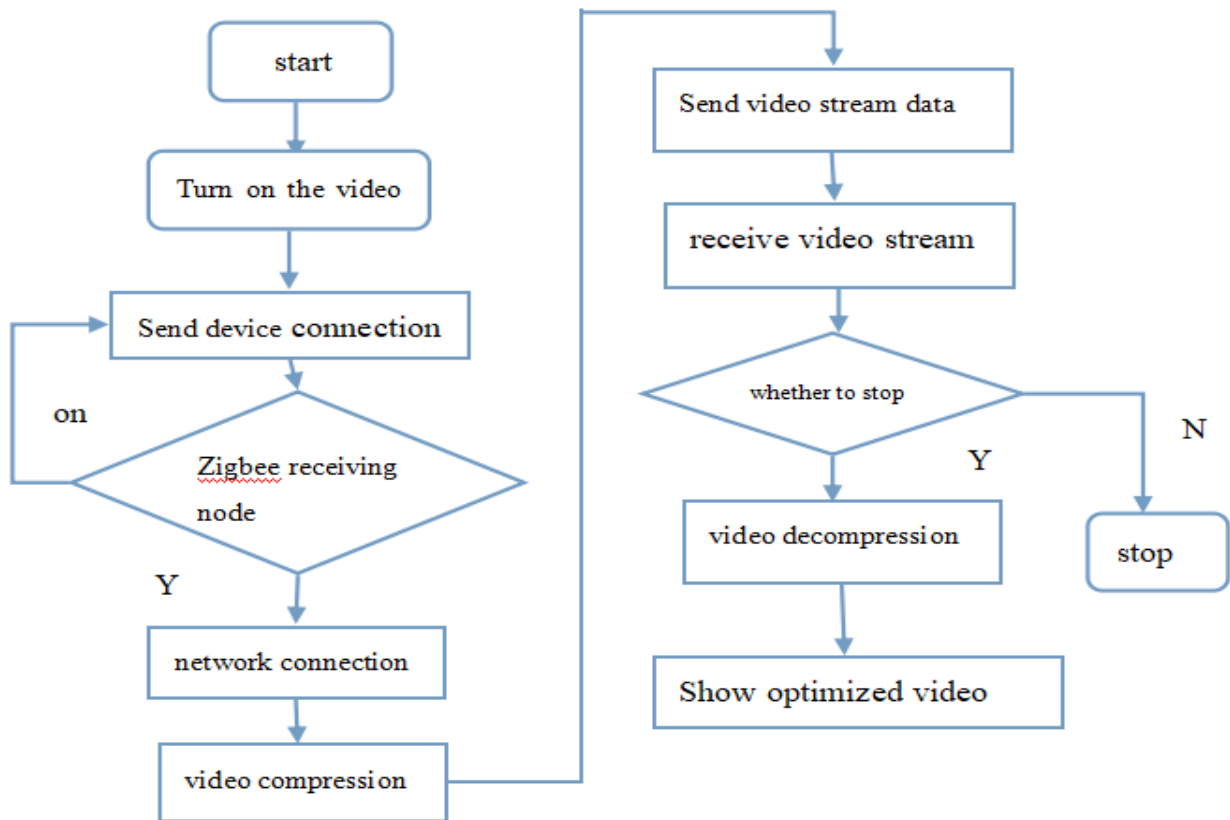 start
Turn on the video
Send device connection
on
Zigbee receiving
node
Y
network connection
video compression
Send video stream data
receive video stream
whether to stop
N
Y
video decompression
stop
Show optimized video